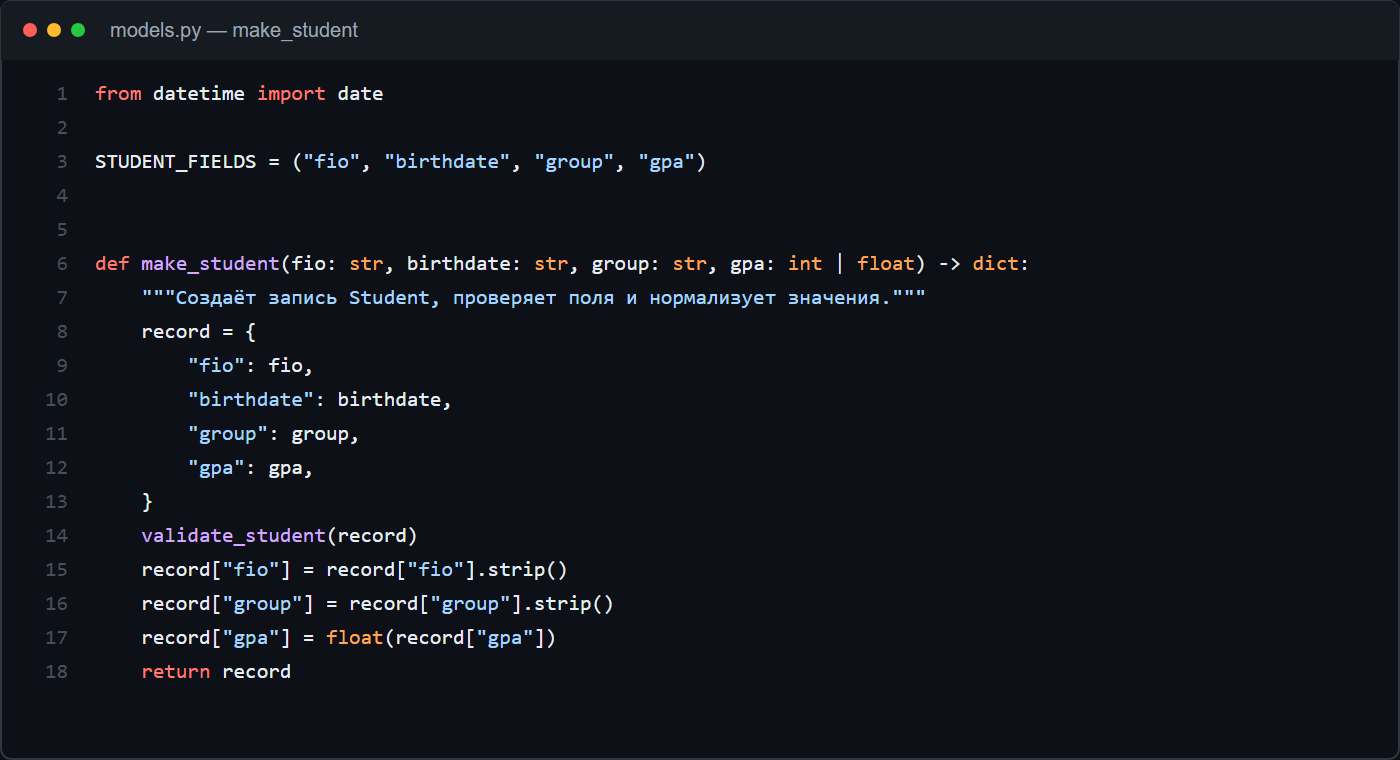 models.py — make_student
1 from datetime import date
2
3 STUDENT_FIELDS = ("fio", "birthdate", "group", "gpa")
4
5
6 def make_student(fio: str, birthdate: str, group: str, gpa: int | float) -> dict:
7     """Создаёт запись Student, проверяет поля и нормализует значения."""
8     record = {
9         "fio": fio,
10         "birthdate": birthdate,
11         "group": group,
12         "gpa": gpa,
13     }
14     validate_student(record)
15     record["fio"] = record["fio"].strip()
16     record["group"] = record["group"].strip()
17     record["gpa"] = float(record["gpa"])
18     return record